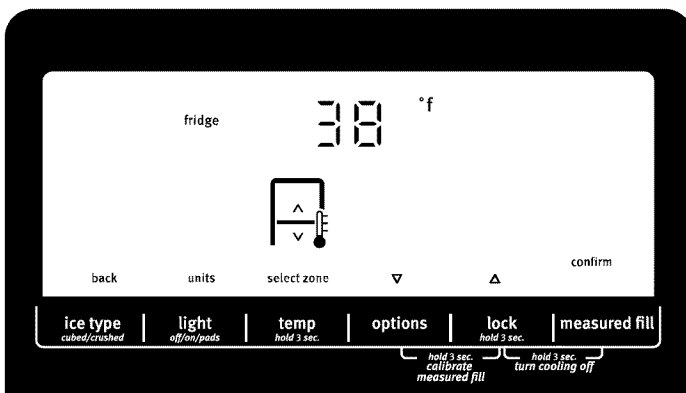 fridge 38 °f
confirm
back units select zone
ice type light temp options lock measured fill
cubed/crushed off/on/pads hold 3 sec. hold 3 sec.
hold 3 sec. hold 3 sec.
calibrate turn cooling off
measured fill